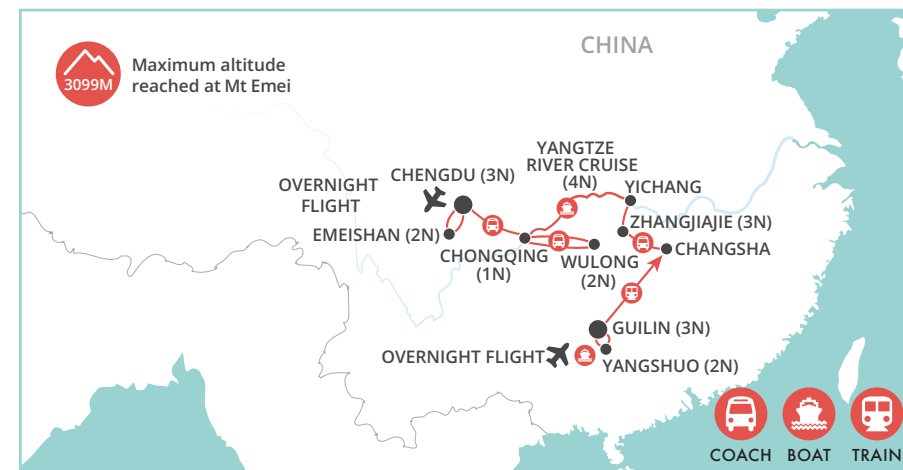 CHINA
3099M
Maximum altitude
reached at Mt Emei
YANGTZE
RIVER CRUISE
(4N)
OVERNIGHT
FLIGHT
CHENGDU (3N)
YICHANG
EMEISHAN (2N)
ZHANGJIAJIE (3N)
CHONGQING
(1N)
WULONG
(2N)
CHANGSHA
GUILIN (3N)
OVERNIGHT FLIGHT
YANGSHUO (2N)
COACH
BOAT
TRAIN